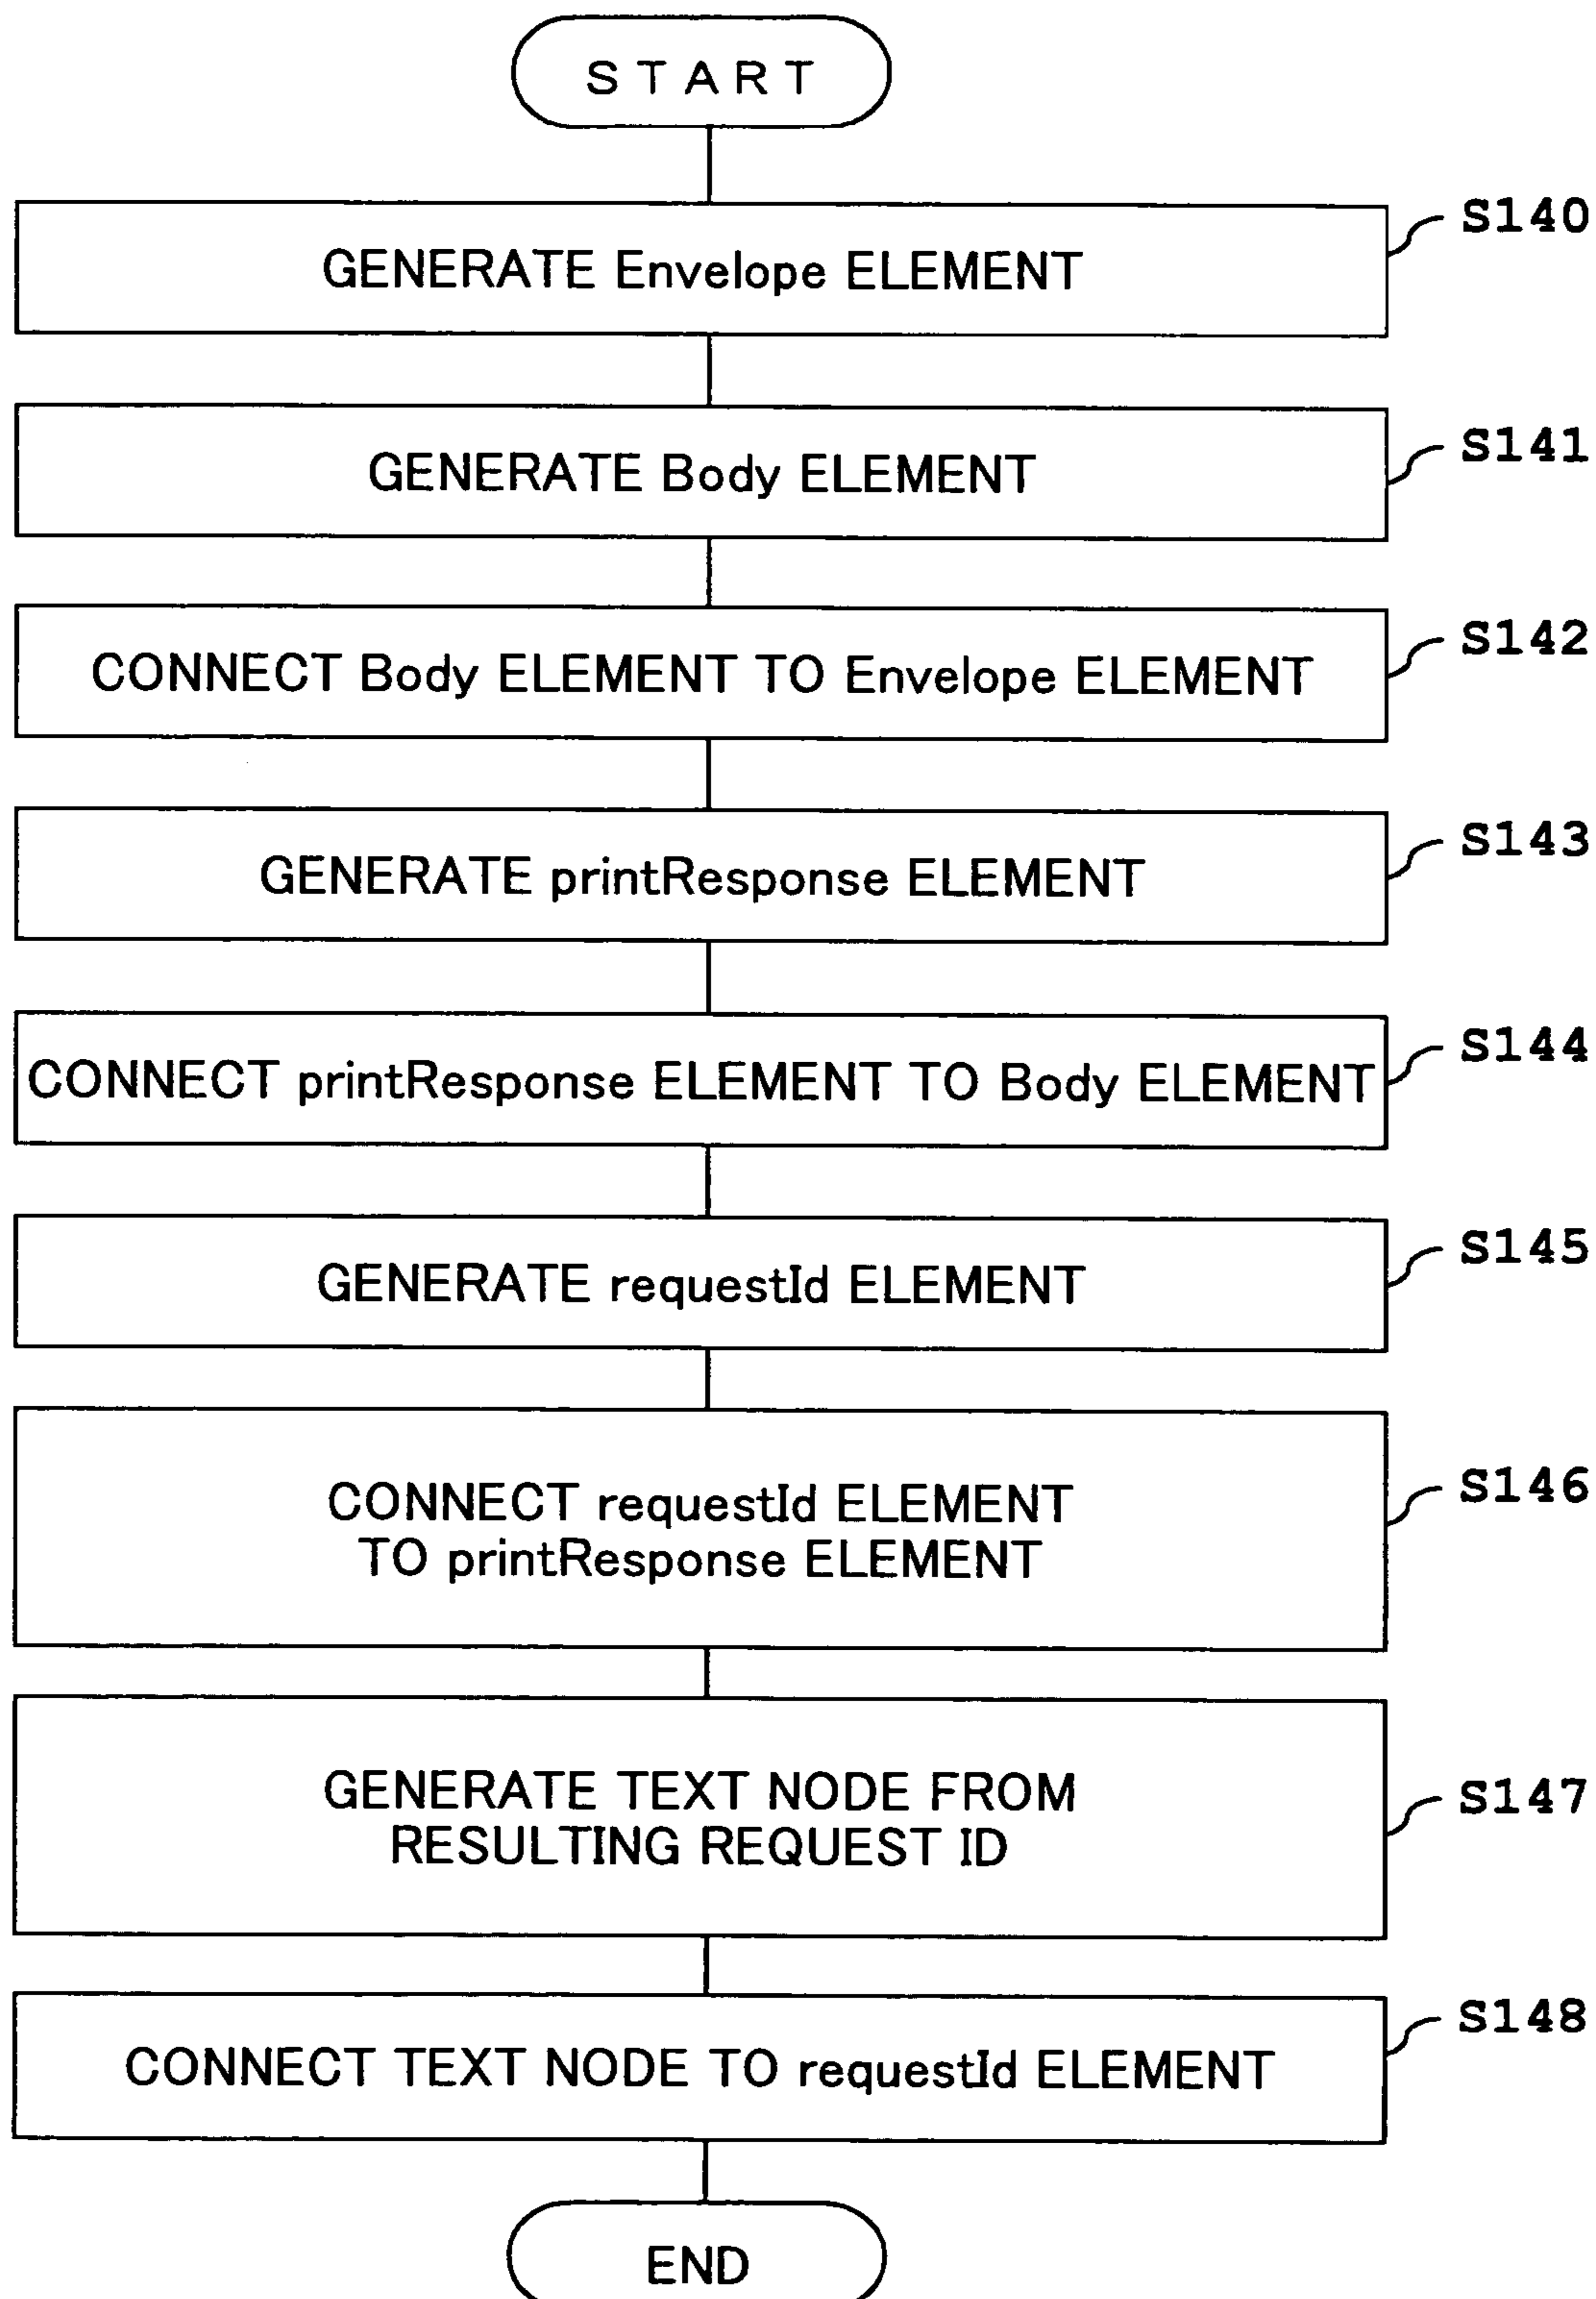 START
S140
GENERATE Envelope ELEMENT
S141
GENERATE Body ELEMENT
S142
CONNECT Body ELEMENT TO Envelope ELEMENT
S143
GENERATE printResponse ELEMENT
S144
CONNECT printResponse ELEMENT TO Body ELEMENT
S145
GENERATE requestId ELEMENT
S146
CONNECT requestId ELEMENT
TO printResponse ELEMENT
S147
GENERATE TEXT NODE FROM
RESULTING REQUEST ID
S148
CONNECT TEXT NODE TO requestId ELEMENT
END